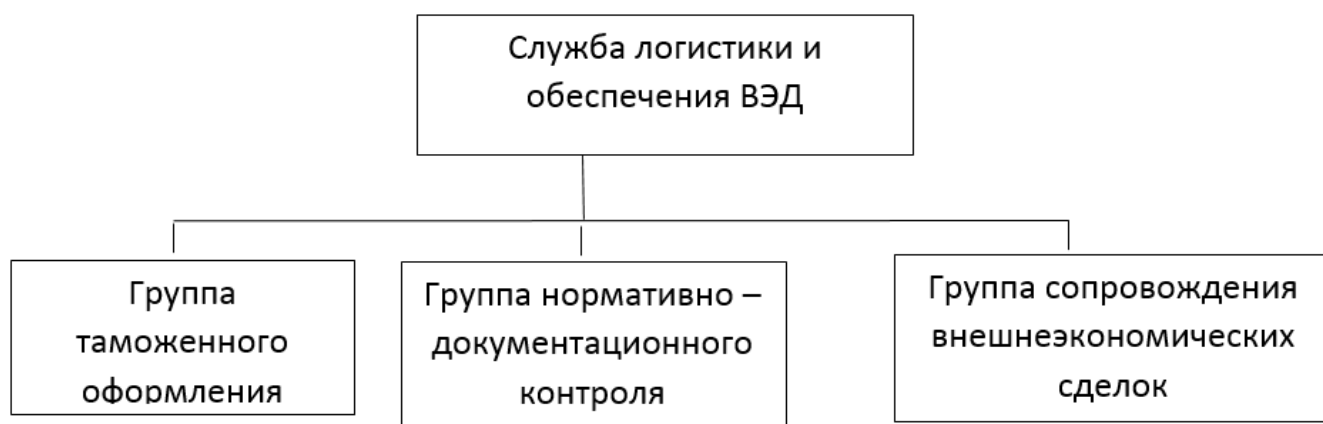 Служба логистики и
обеспечения ВЭД
Группа
таможенного
оформления
Группа нормативно –
документационного
контроля
Группа сопровождения
внешнеэкономических
сделок